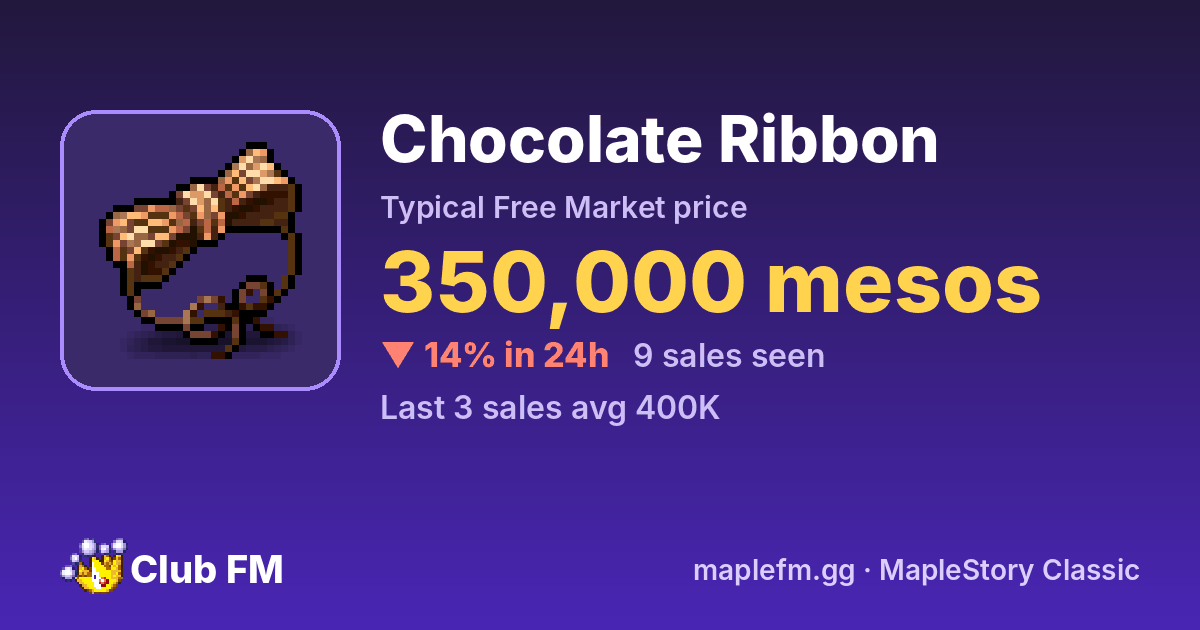 Chocolate Ribbon
Typical Free Market price
350,000 mesos
▼ 14% in 24h 9 sales seen
Last 3 sales avg 400K
Club FM
maplefm.gg · MapleStory Classic